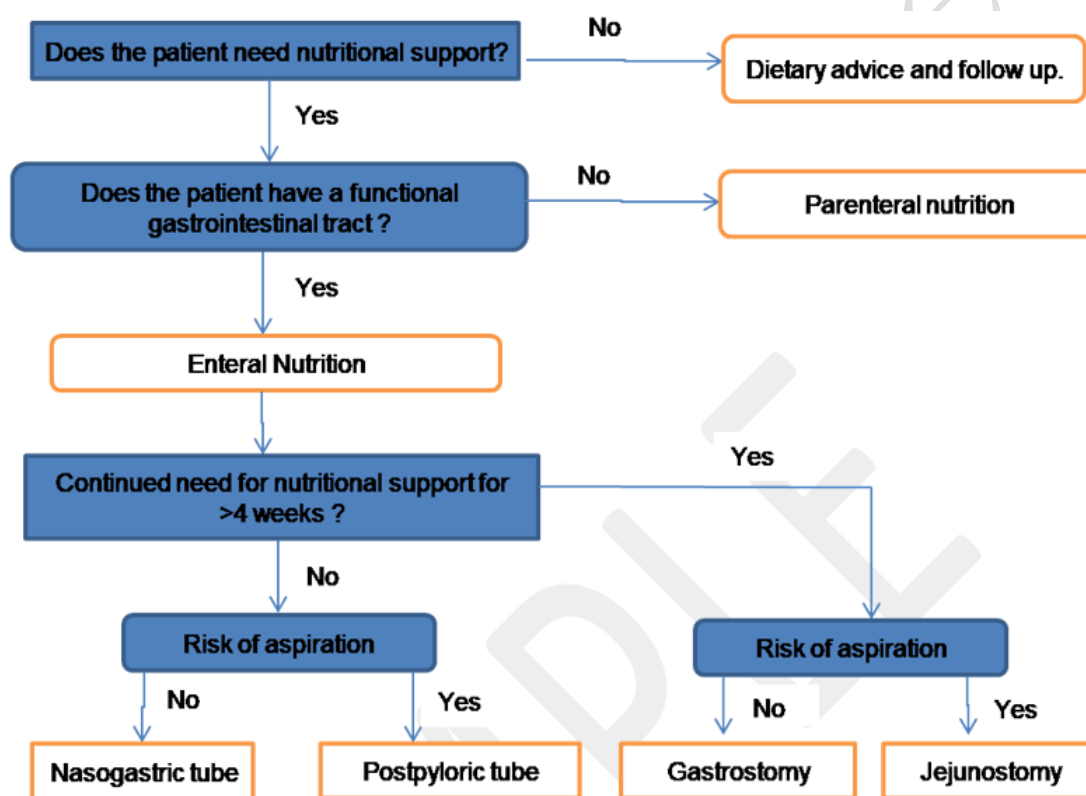 Does the patient need nutritional support?
No
Dietary advice and follow up.
Yes
Does the patient have a functional
gastrointestinal tract ?
No
Parenteral nutrition
Yes
Enteral Nutrition
Continued need for nutritional support for
>4 weeks ?
Yes
No
Risk of aspiration
Risk of aspiration
No
Yes
No
Yes
Nasogastric tube
Postpyloric tube
Gastrostomy
Jejunostomy